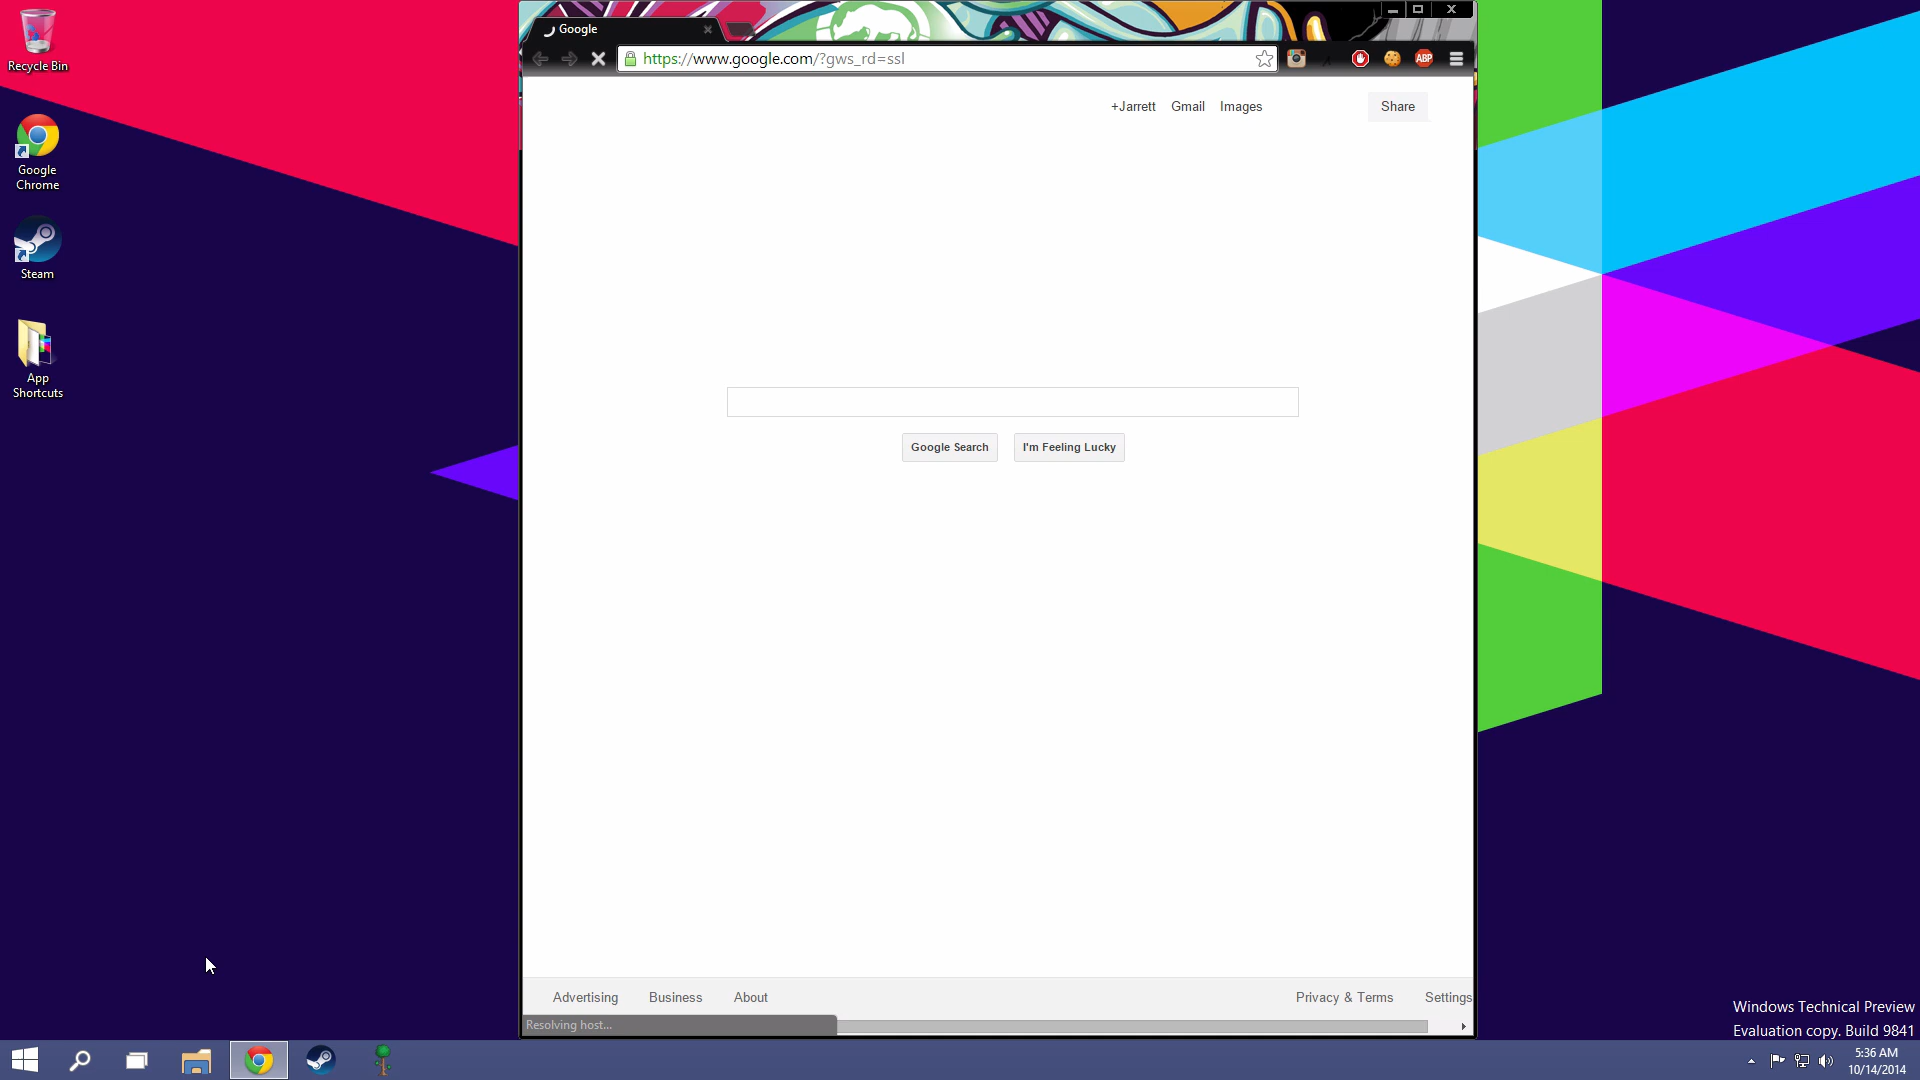 Recycle Bin
Google
Chrome
Steam
App
Shortcuts
Google
https://www.google.com/?gws_rd=ssl
ABP
+Jarrett Gmail Images Share
Google Search I'm Feeling Lucky
Advertising Business About Privacy & Terms Settings
Resolving host...
Windows Technical Preview
Evaluation copy. Build 9841
5:36 AM
10/14/2014